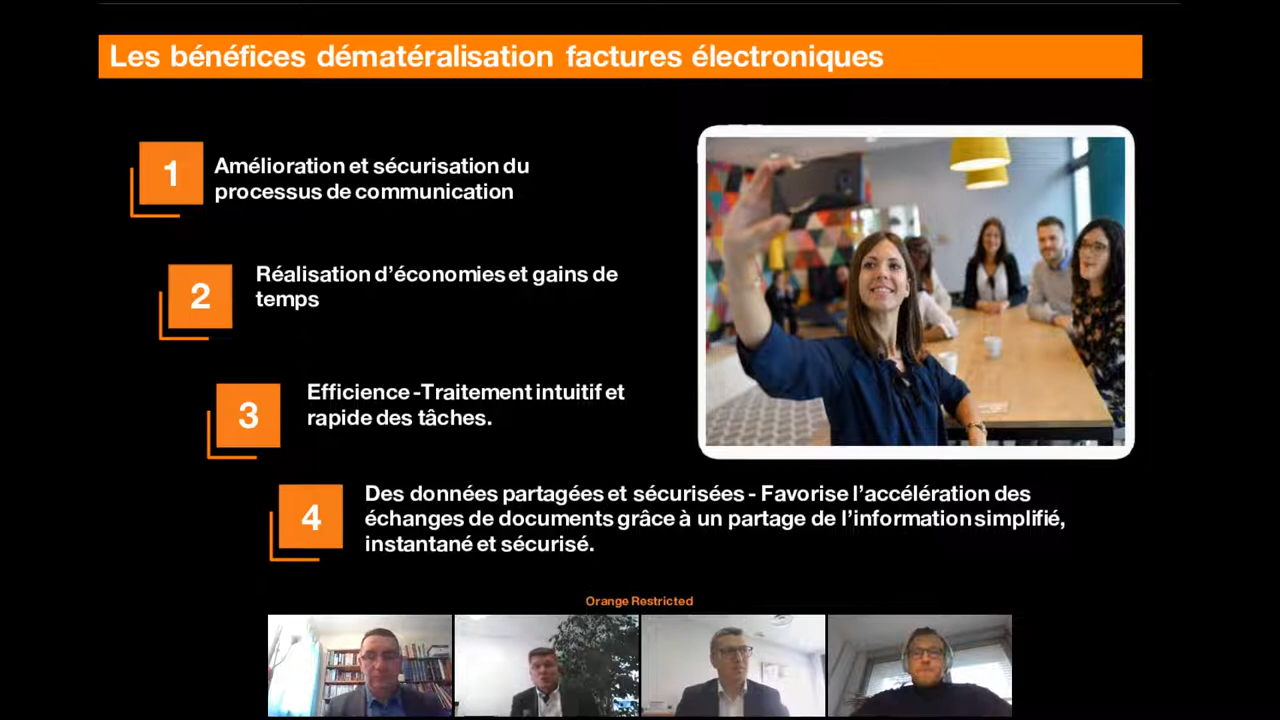 Les bénéfices dématéralisation factures électroniques
1
Amélioration et sécurisation du
processus de communication
2
Réalisation d'économies et gains de
temps
3
Efficience -Traitement intuitif et
rapide des tâches.
4
Des données partagées et sécurisées - Favorise l'accélération des
échanges de documents grâce à un partage de l'information simplifié,
instantané et sécurisé.
Orange Restricted